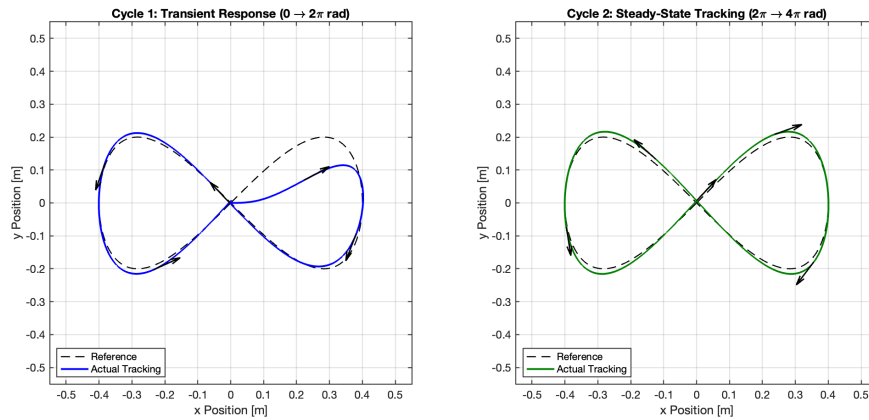 Cycle 1: Transient Response (0 → 2π rad)
0.5
0.4
0.3
0.2
0.1
0
-0.1
-0.2
-0.3
-0.4
-0.5
y Position [m]
-0.5 -0.4 -0.3 -0.2 -0.1 0 0.1 0.2 0.3 0.4 0.5
x Position [m]
Reference
Actual Tracking
Cycle 2: Steady-State Tracking (2π → 4π rad)
0.5
0.4
0.3
0.2
0.1
0
-0.1
-0.2
-0.3
-0.4
-0.5
y Position [m]
-0.5 -0.4 -0.3 -0.2 -0.1 0 0.1 0.2 0.3 0.4 0.5
x Position [m]
Reference
Actual Tracking